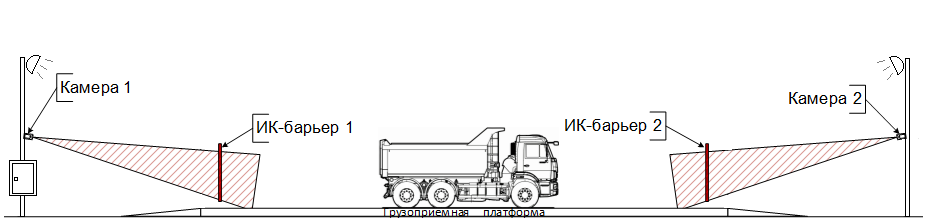 Камера 1
ИК-барьер 1
ИК-барьер 2
Камера 2
Грузоприемная платформа